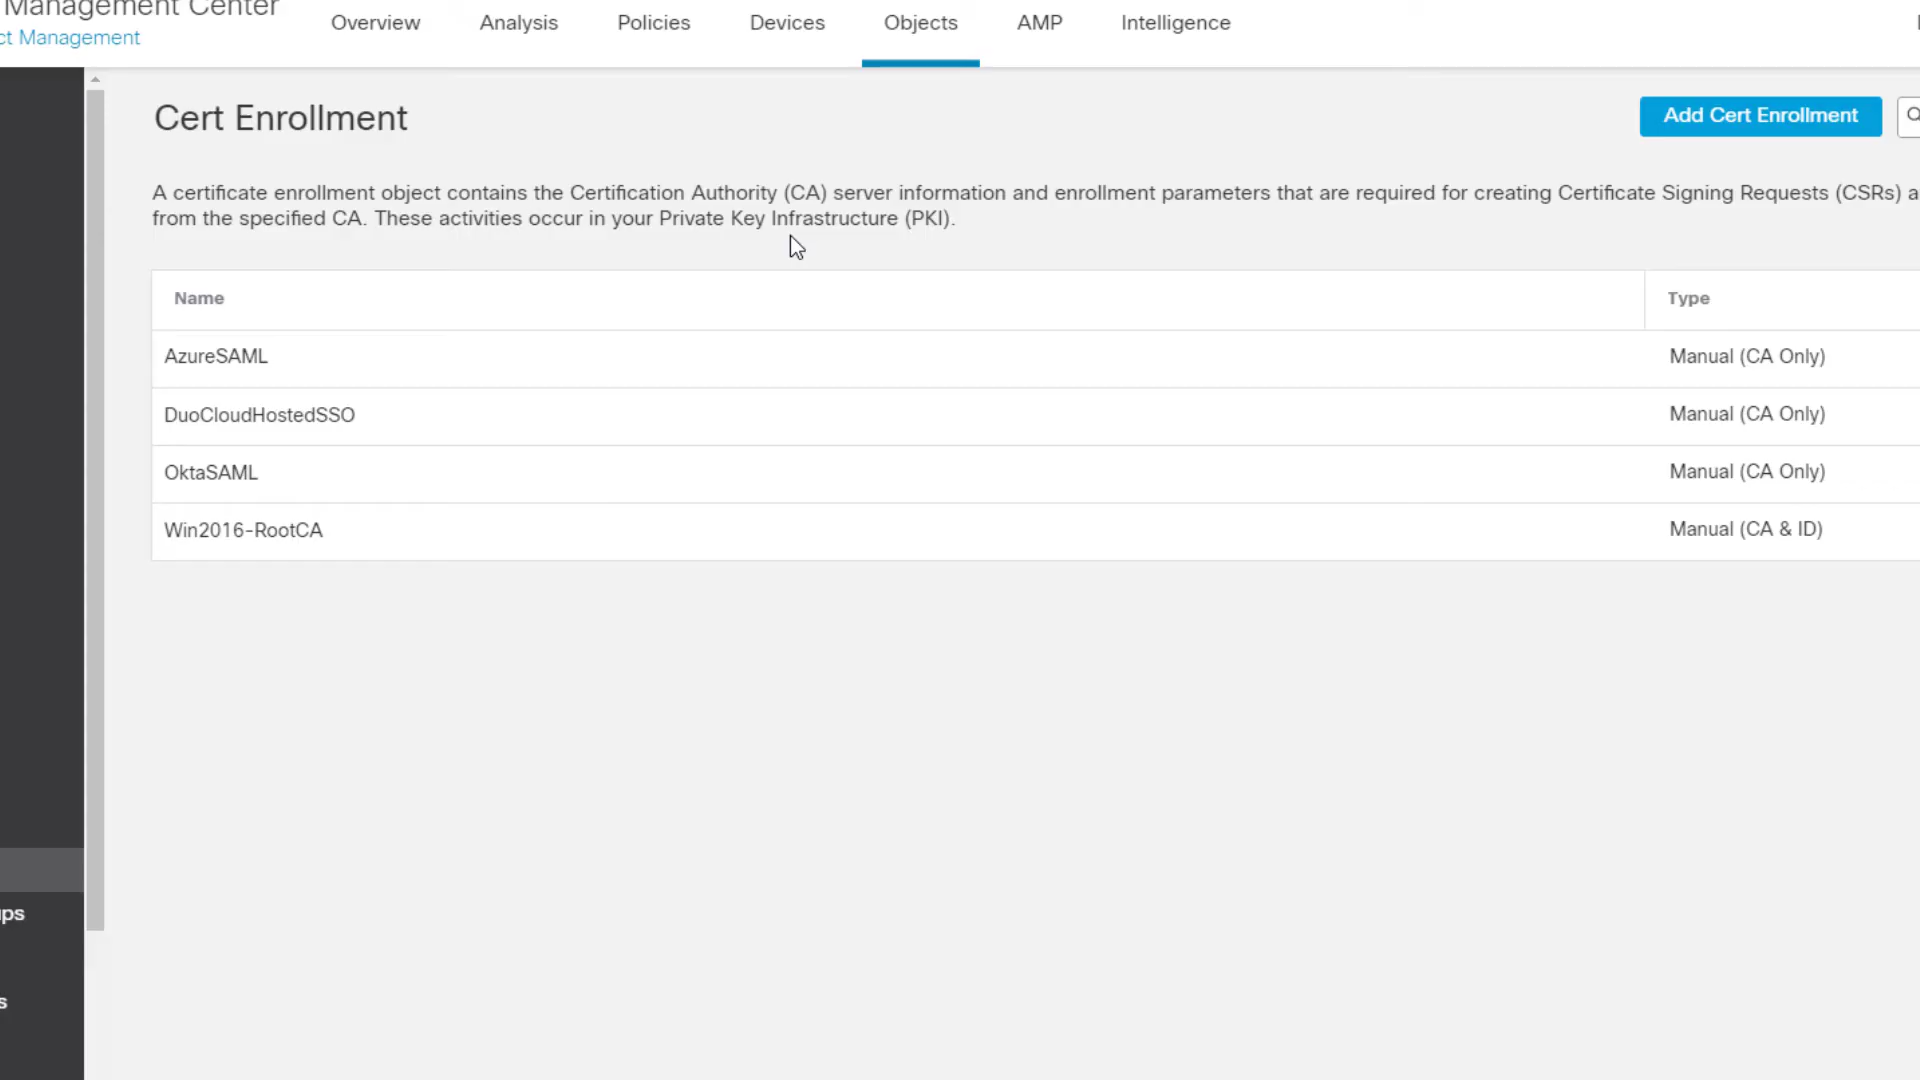 Management Center
ct Management
Overview
Analysis
Policies
Devices
Objects
AMP
Intelligence
Cert Enrollment
Add Cert Enrollment
A certificate enrollment object contains the Certification Authority (CA) server information and enrollment parameters that are required for creating Certificate Signing Requests (CSRs) a
from the specified CA. These activities occur in your Private Key Infrastructure (PKI).
Name
Type
AzureSAML
Manual (CA Only)
DuoCloudHostedSSO
Manual (CA Only)
OktaSAML
Manual (CA Only)
Win2016-RootCA
Manual (CA & ID)
ups
s